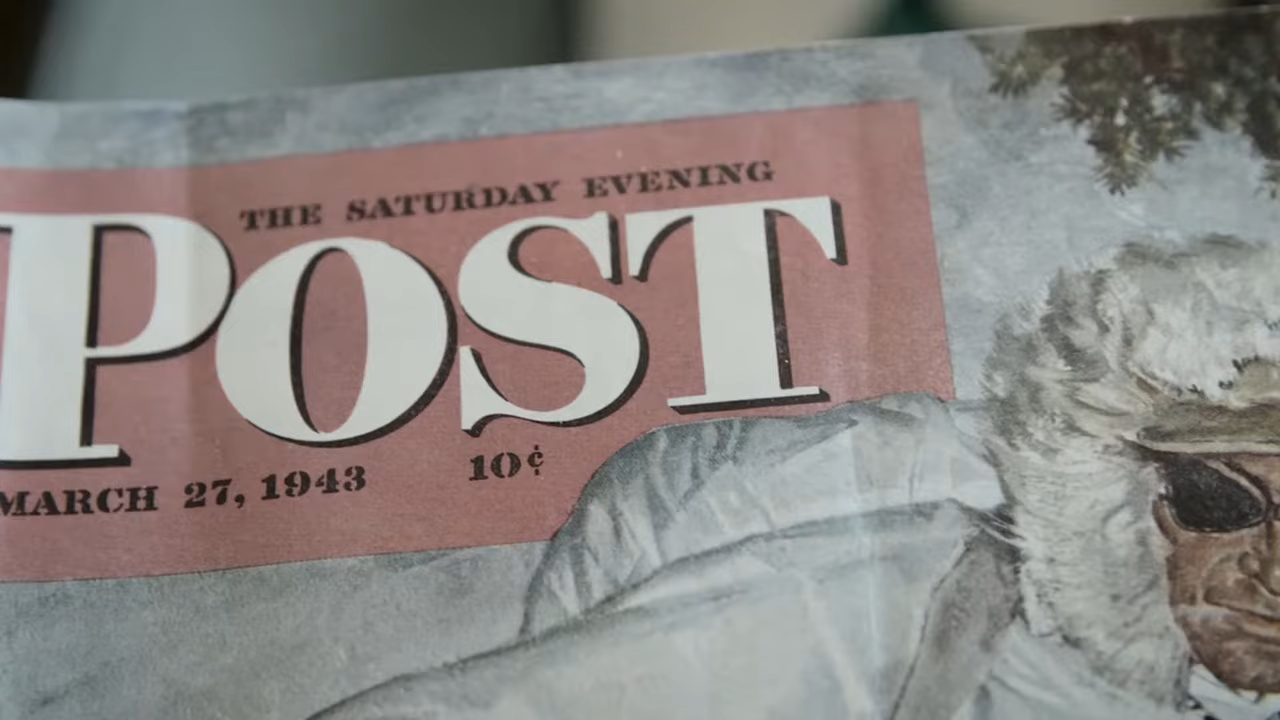 THE SATURDAY EVENING
POST
MARCH 27, 1943
10¢